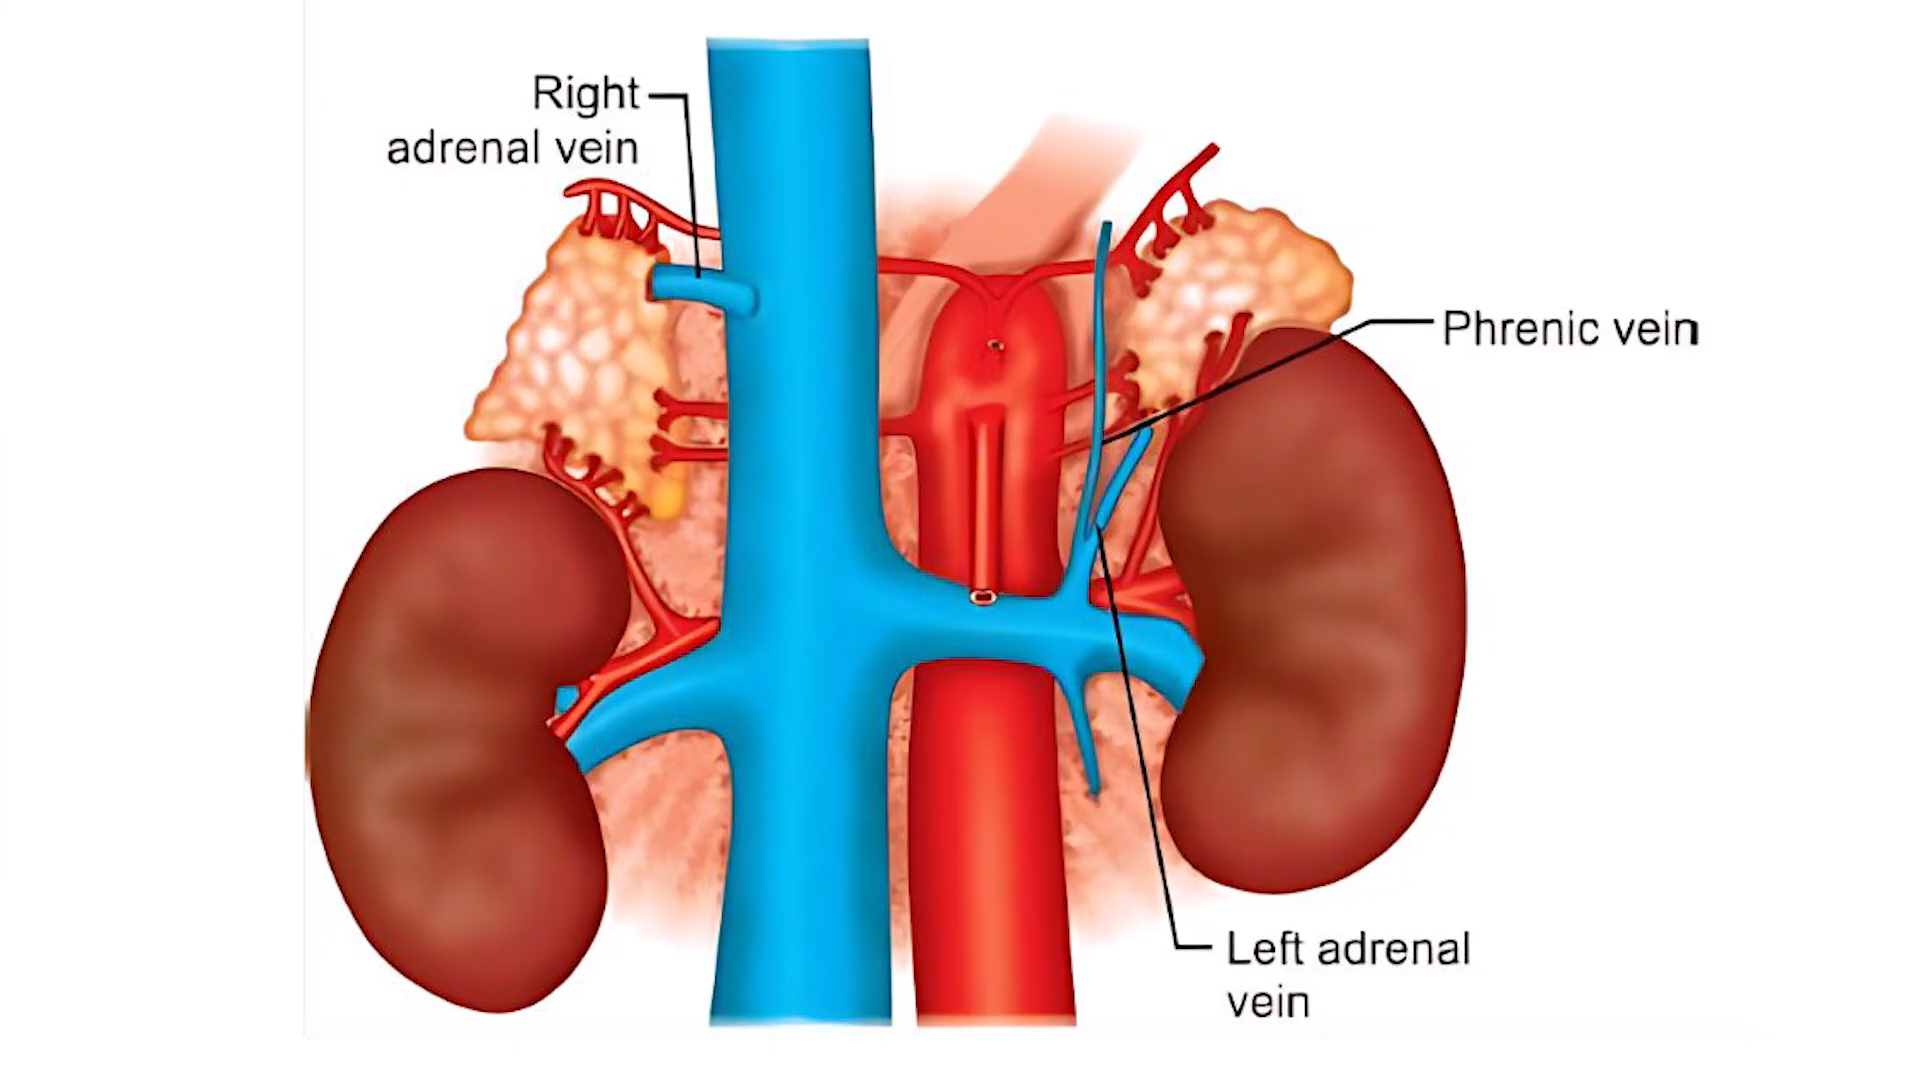 Right
adrenal vein
Phrenic vein
Left adrenal
vein